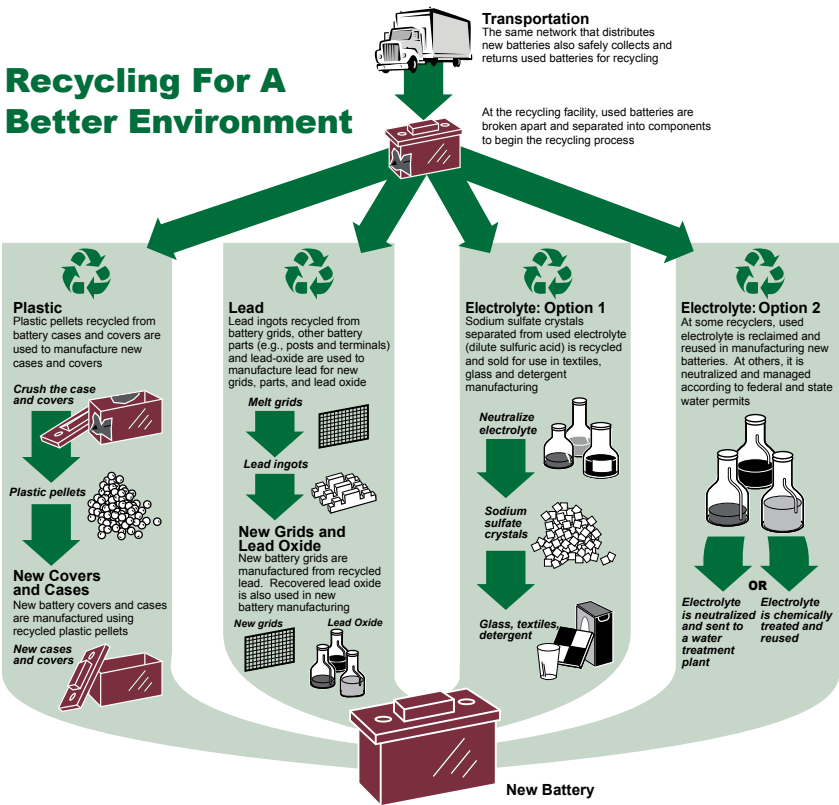 Transportation
The same network that distributes
new batteries also safely collects and
returns used batteries for recycling
Recycling For A
Better Environment
At the recycling facility, used batteries are
broken apart and separated into components
to begin the recycling process
Plastic
Plastic pellets recycled from
battery cases and covers are
used to manufacture new
cases and covers
Crush the case
and covers
Plastic pellets
New Covers
and Cases
New battery covers and cases
are manufactured using
recycled plastic pellets
New cases
and covers
Lead
Lead ingots recycled from
battery grids, other battery
parts (e.g., posts and terminals)
and lead-oxide are used to
manufacture lead for new
grids, parts, and lead oxide
Melt grids
Lead ingots
New Grids and
Lead Oxide
New battery grids are
manufactured from recycled
lead. Recovered lead oxide
is also used in new
battery manufacturing
New grids
Lead Oxide
Electrolyte: Option 1
Sodium sulfate crystals
separated from used electrolyte
(dilute sulfuric acid) is recycled
and sold for use in textiles,
glass and detergent
manufacturing
Neutralize
electrolyte
Sodium
sulfate
crystals
Glass, textiles,
detergent
Electrolyte: Option 2
At some recyclers, used
electrolyte is reclaimed and
reused in manufacturing new
batteries. At others, it is
neutralized and managed
according to federal and state
water permits
OR
Electrolyte
is neutralized
and sent to
a water
treatment
plant
Electrolyte
is chemically
treated and
reused
New Battery